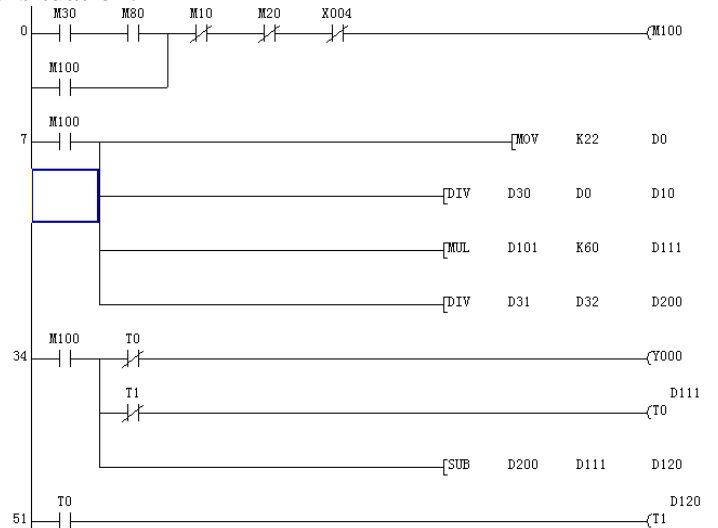 M30 M80 M10 M20 X004
0 (M100
M100
M100
7 [MOV K22 D0
[DIV D30 D0 D10
[MUL D101 K60 D111
[DIV D31 D32 D200
M100 T0
34 (Y000
T1 D111
(T0
[SUB D200 D111 D120
T0 D120
51 (T1